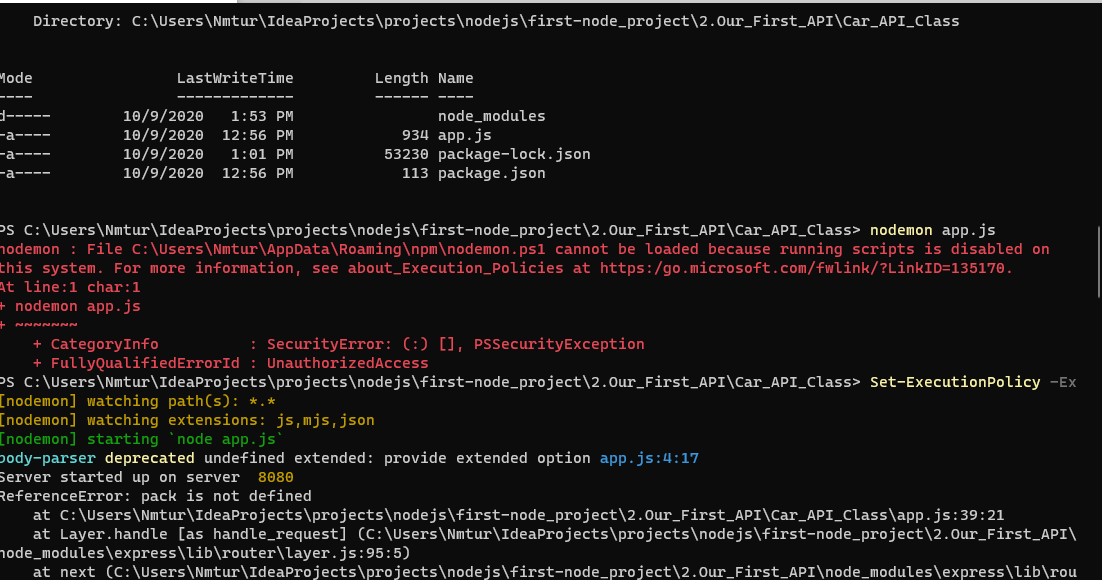 Directory: C:\Users\Nmtur\IdeaProjects\projects\nodejs\first-node_project\2.Our_First_API\Car_API_Class
Mode LastWriteTime Length Name
---- ------------- ------ ----
d----- 10/9/2020 1:53 PM node_modules
-a---- 10/9/2020 12:56 PM 934 app.js
-a---- 10/9/2020 1:01 PM 53230 package-lock.json
-a---- 10/9/2020 12:56 PM 113 package.json
PS C:\Users\Nmtur\IdeaProjects\projects\nodejs\first-node_project\2.Our_First_API\Car_API_Class> nodemon app.js
nodemon : File C:\Users\Nmtur\AppData\Roaming\npm\nodemon.ps1 cannot be loaded because running scripts is disabled on
this system. For more information, see about_Execution_Policies at https:/go.microsoft.com/fwlink/?LinkID=135170.
At line:1 char:1
+ nodemon app.js
+ ~~~~~~~
+ CategoryInfo : SecurityError: (:) [], PSSecurityException
+ FullyQualifiedErrorId : UnauthorizedAccess
PS C:\Users\Nmtur\IdeaProjects\projects\nodejs\first-node_project\2.Our_First_API\Car_API_Class> Set-ExecutionPolicy -Ex
[nodemon] watching path(s): *.*
[nodemon] watching extensions: js,mjs,json
[nodemon] starting `node app.js`
body-parser deprecated undefined extended: provide extended option app.js:4:17
Server started up on server 8080
ReferenceError: pack is not defined
at C:\Users\Nmtur\IdeaProjects\projects\nodejs\first-node_project\2.Our_First_API\Car_API_Class\app.js:39:21
at Layer.handle [as handle_request] (C:\Users\Nmtur\IdeaProjects\projects\nodejs\first-node_project\2.Our_First_API\
node_modules\express\lib\router\layer.js:95:5)
at next (C:\Users\Nmtur\IdeaProjects\projects\nodejs\first-node_project\2.Our_First_API\node_modules\express\lib\rou